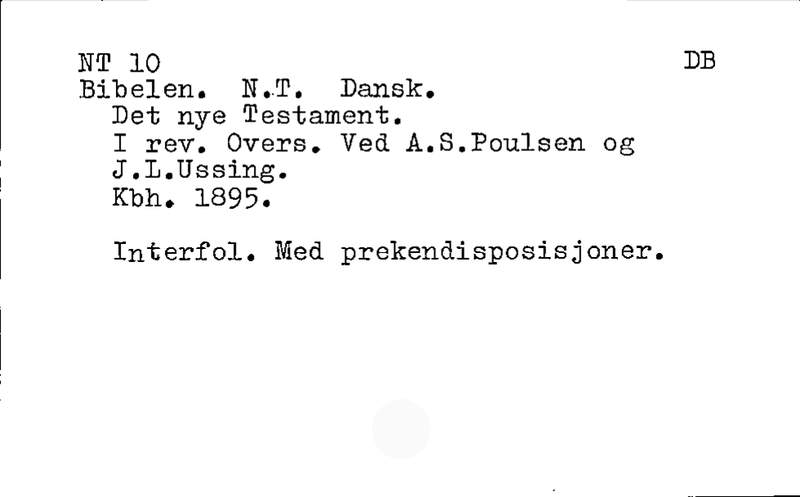 NT 10 DB
Bibelen. N.T. Dansk.
Det nye Testament.
I rev. Overs. Ved A.S.Poulsen og
J.L.Ussing.
Kbh. 1895.
Interfol. Med prekendisposisjoner.